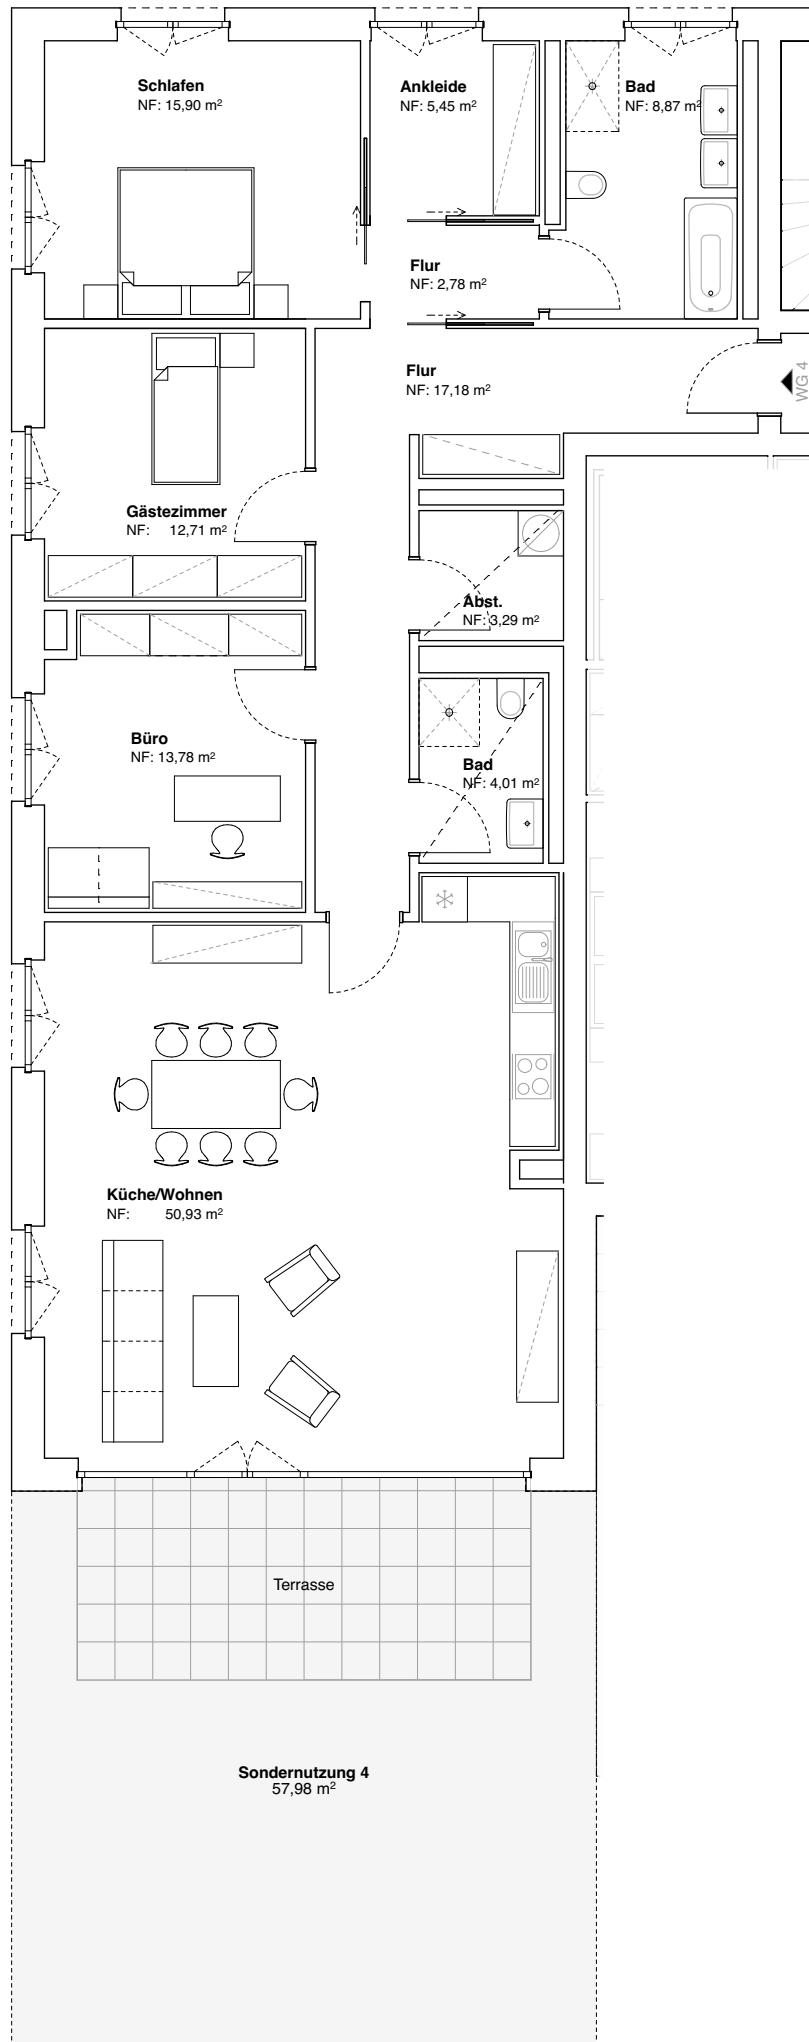 Schlafen
NF: 15,90 m²
Ankleide
NF: 5,45 m²
Bad
NF: 8,87 m²
Flur
NF: 2,78 m²
Flur
NF: 17,18 m²
WG 4
Gästezimmer
NF: 12,71 m²
Abst.
NF: 3,29 m²
Büro
NF: 13,78 m²
Bad
NF: 4,01 m²
Küche/Wohnen
NF: 50,93 m²
Terrasse
Sondernutzung 4
57,98 m²